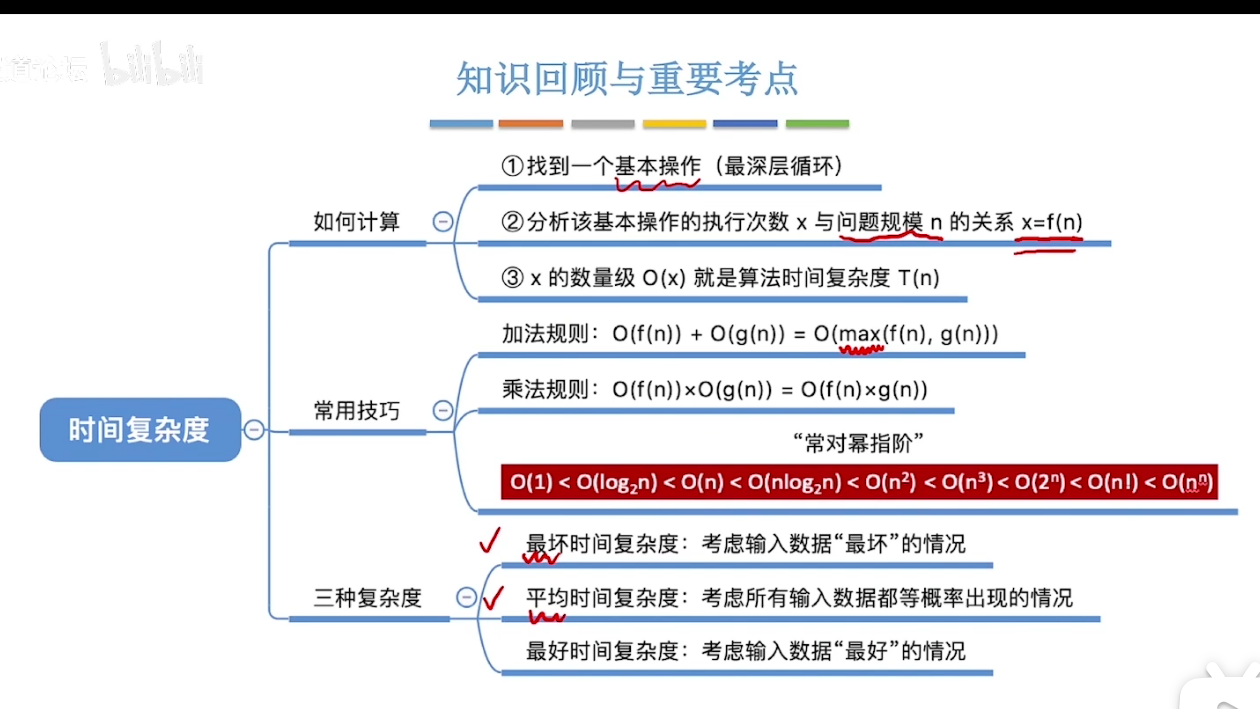 bilibili
知识回顾与重要考点
①找到一个基本操作（最深层循环）
如何计算
②分析该基本操作的执行次数 x 与问题规模 n 的关系 x=f(n)
③ x 的数量级 O(x) 就是算法时间复杂度 T(n)
加法规则：O(f(n)) + O(g(n)) = O(max(f(n), g(n)))
乘法规则：O(f(n))×O(g(n)) = O(f(n)×g(n))
常用技巧
“常对幂指阶”
O(1) < O(log₂n) < O(n) < O(nlog₂n) < O(n²) < O(n³) < O(2ⁿ) < O(n!) < O(nⁿ)
时间复杂度
最坏时间复杂度：考虑输入数据“最坏”的情况
三种复杂度
平均时间复杂度：考虑所有输入数据都等概率出现的情况
最好时间复杂度：考虑输入数据“最好”的情况